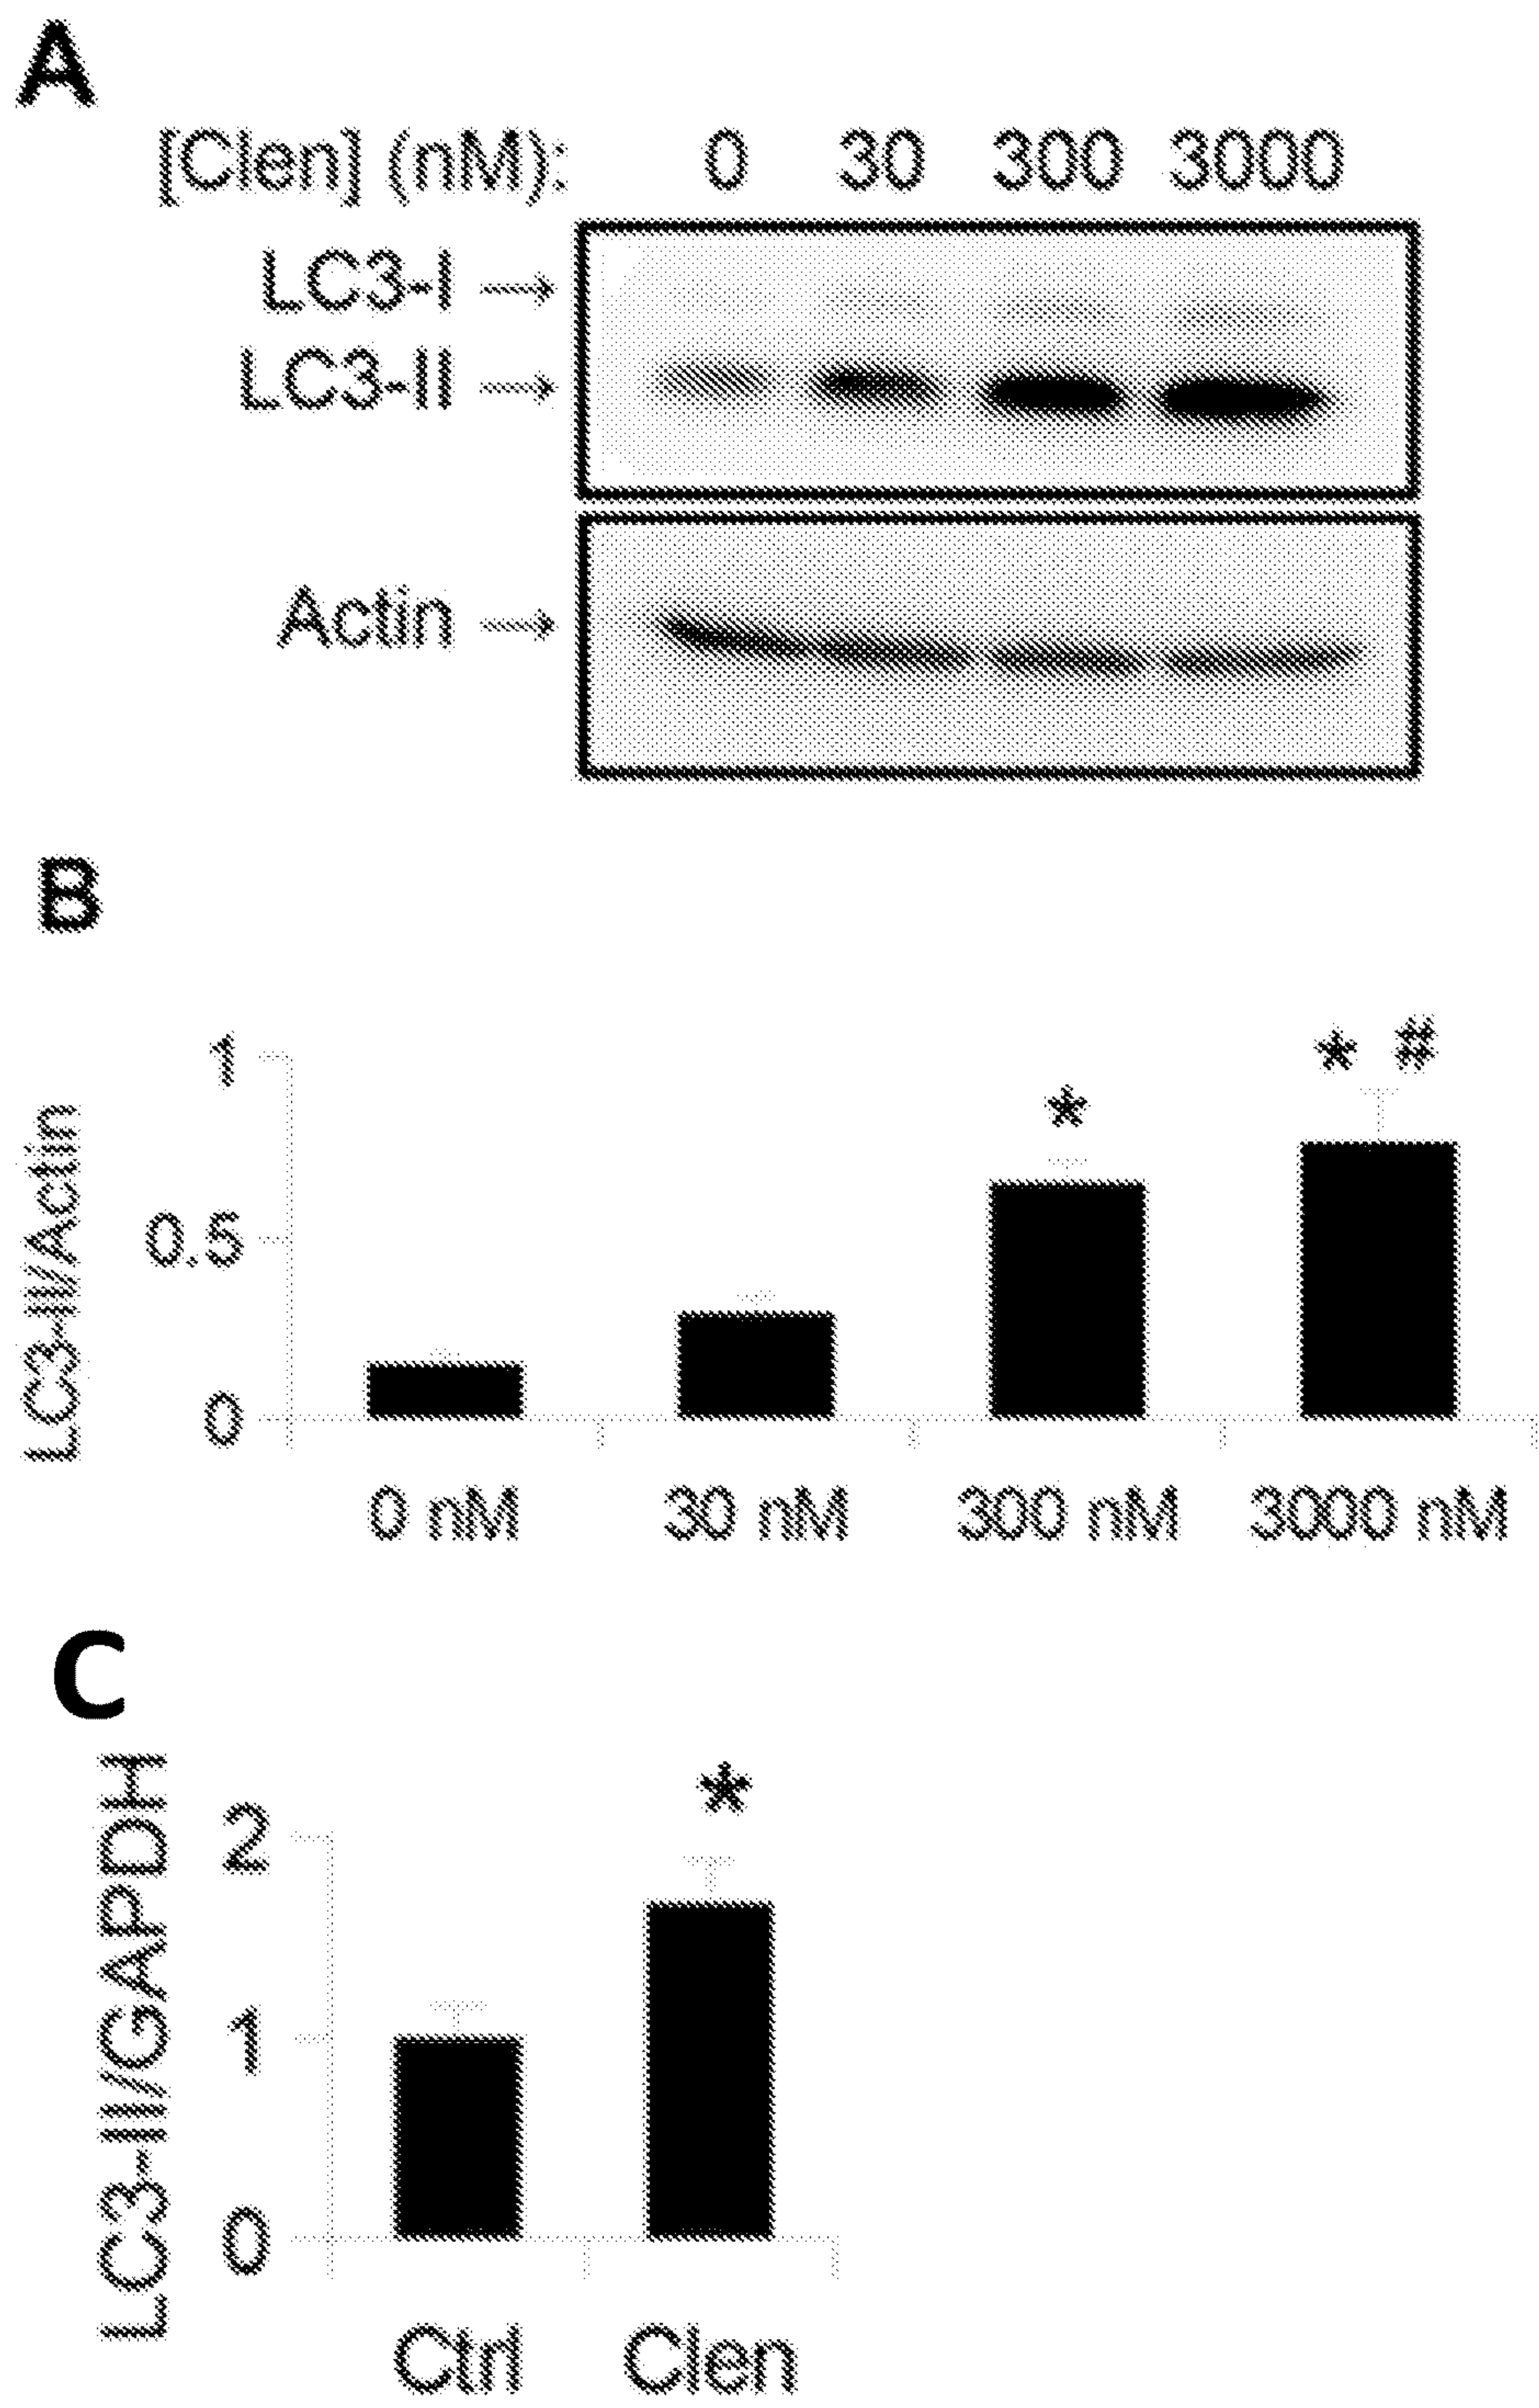 A
[Clen] (nM): 0 30 300 3000
LC3-I →
LC3-II →
Actin →
B
LC3-II/Actin
1
0.5
0
*
* #
0 nM 30 nM 300 nM 3000 nM
C
LC3-II/GAPDH
2
1
0
*
Ctrl Clen